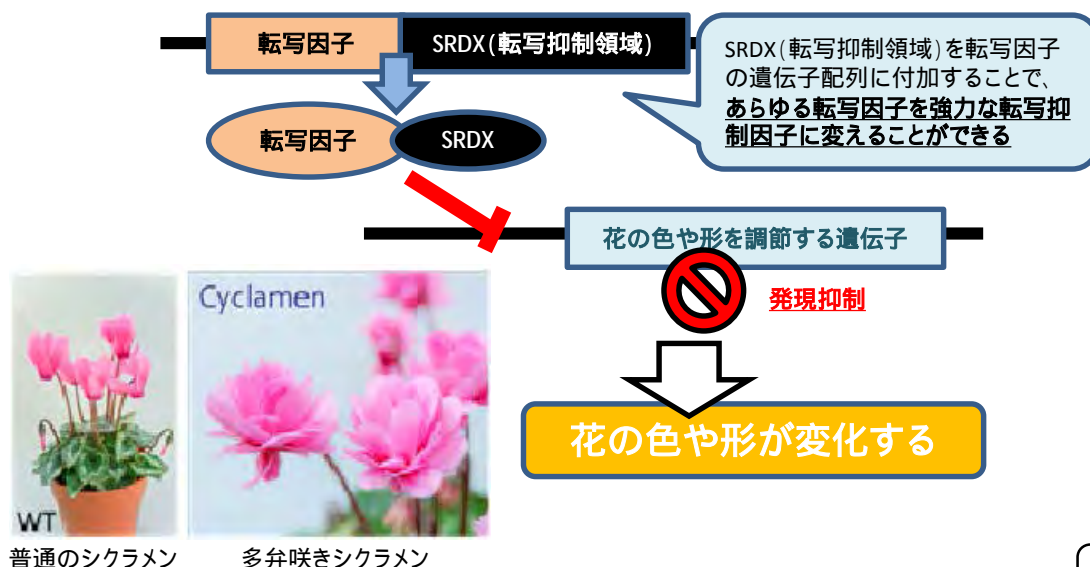 転写因子
SRDX(転写抑制領域)
SRDX(転写抑制領域)を転写因子
の遺伝子配列に付加することで、
あらゆる転写因子を強力な転写抑
制因子に変えることができる
転写因子
SRDX
花の色や形を調節する遺伝子
発現抑制
花の色や形が変化する
Cyclamen
WT
普通のシクラメン
多弁咲きシクラメン